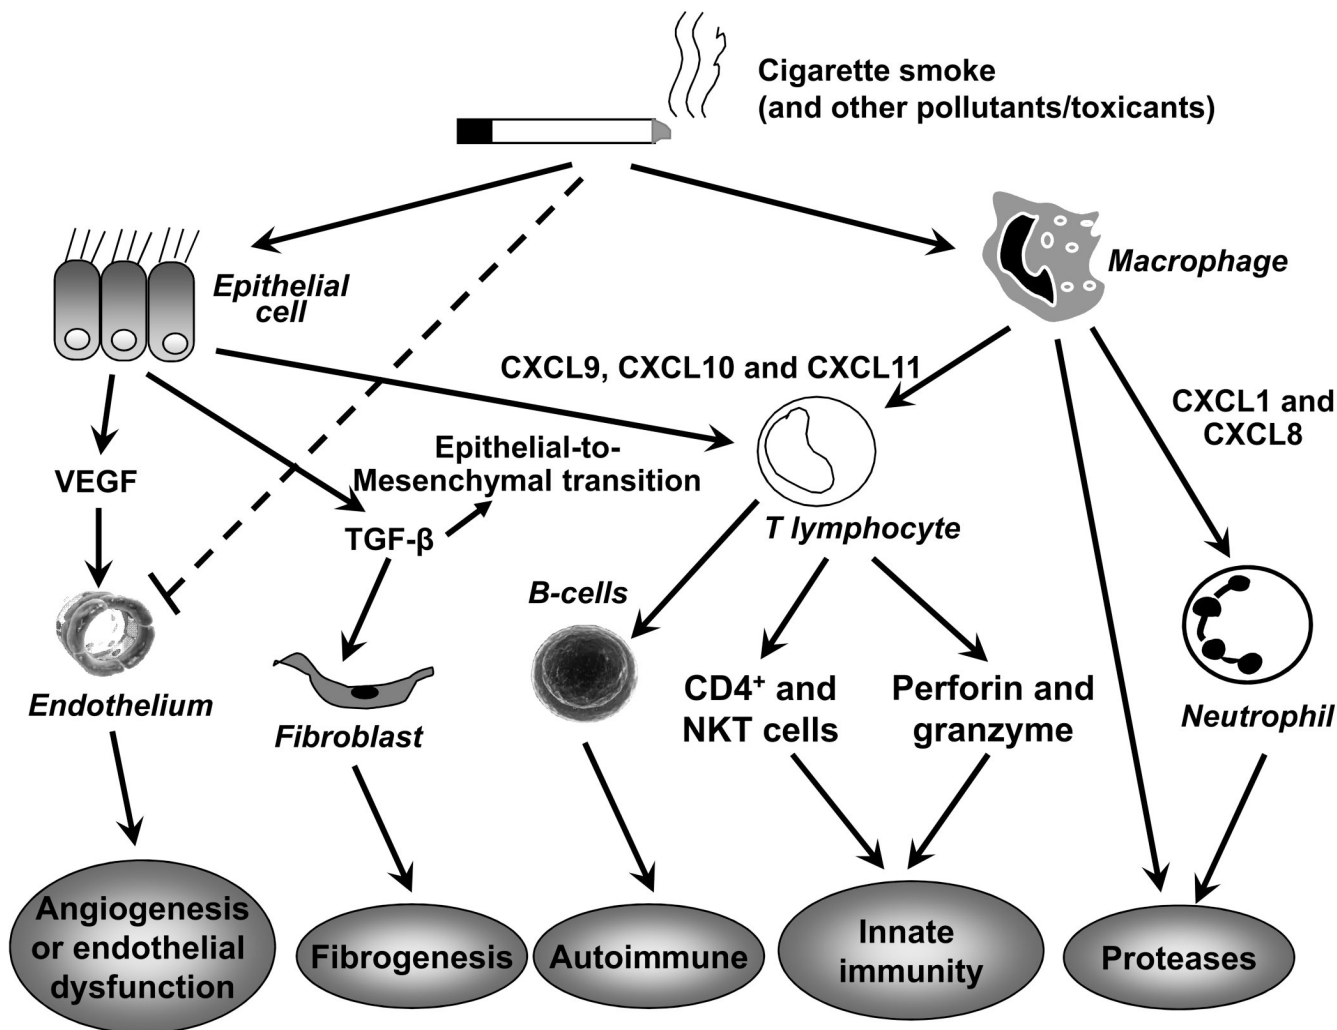 Cigarette smoke
(and other pollutants/toxicants)
Epithelial
cell
Macrophage
CXCL9, CXCL10 and CXCL11
CXCL1 and
CXCL8
VEGF
Epithelial-to-
Mesenchymal transition
TGF-β
T lymphocyte
B-cells
Endothelium
Fibroblast
CD4⁺ and
NKT cells
Perforin and
granzyme
Neutrophil
Angiogenesis
or endothelial
dysfunction
Fibrogenesis
Autoimmune
Innate
immunity
Proteases